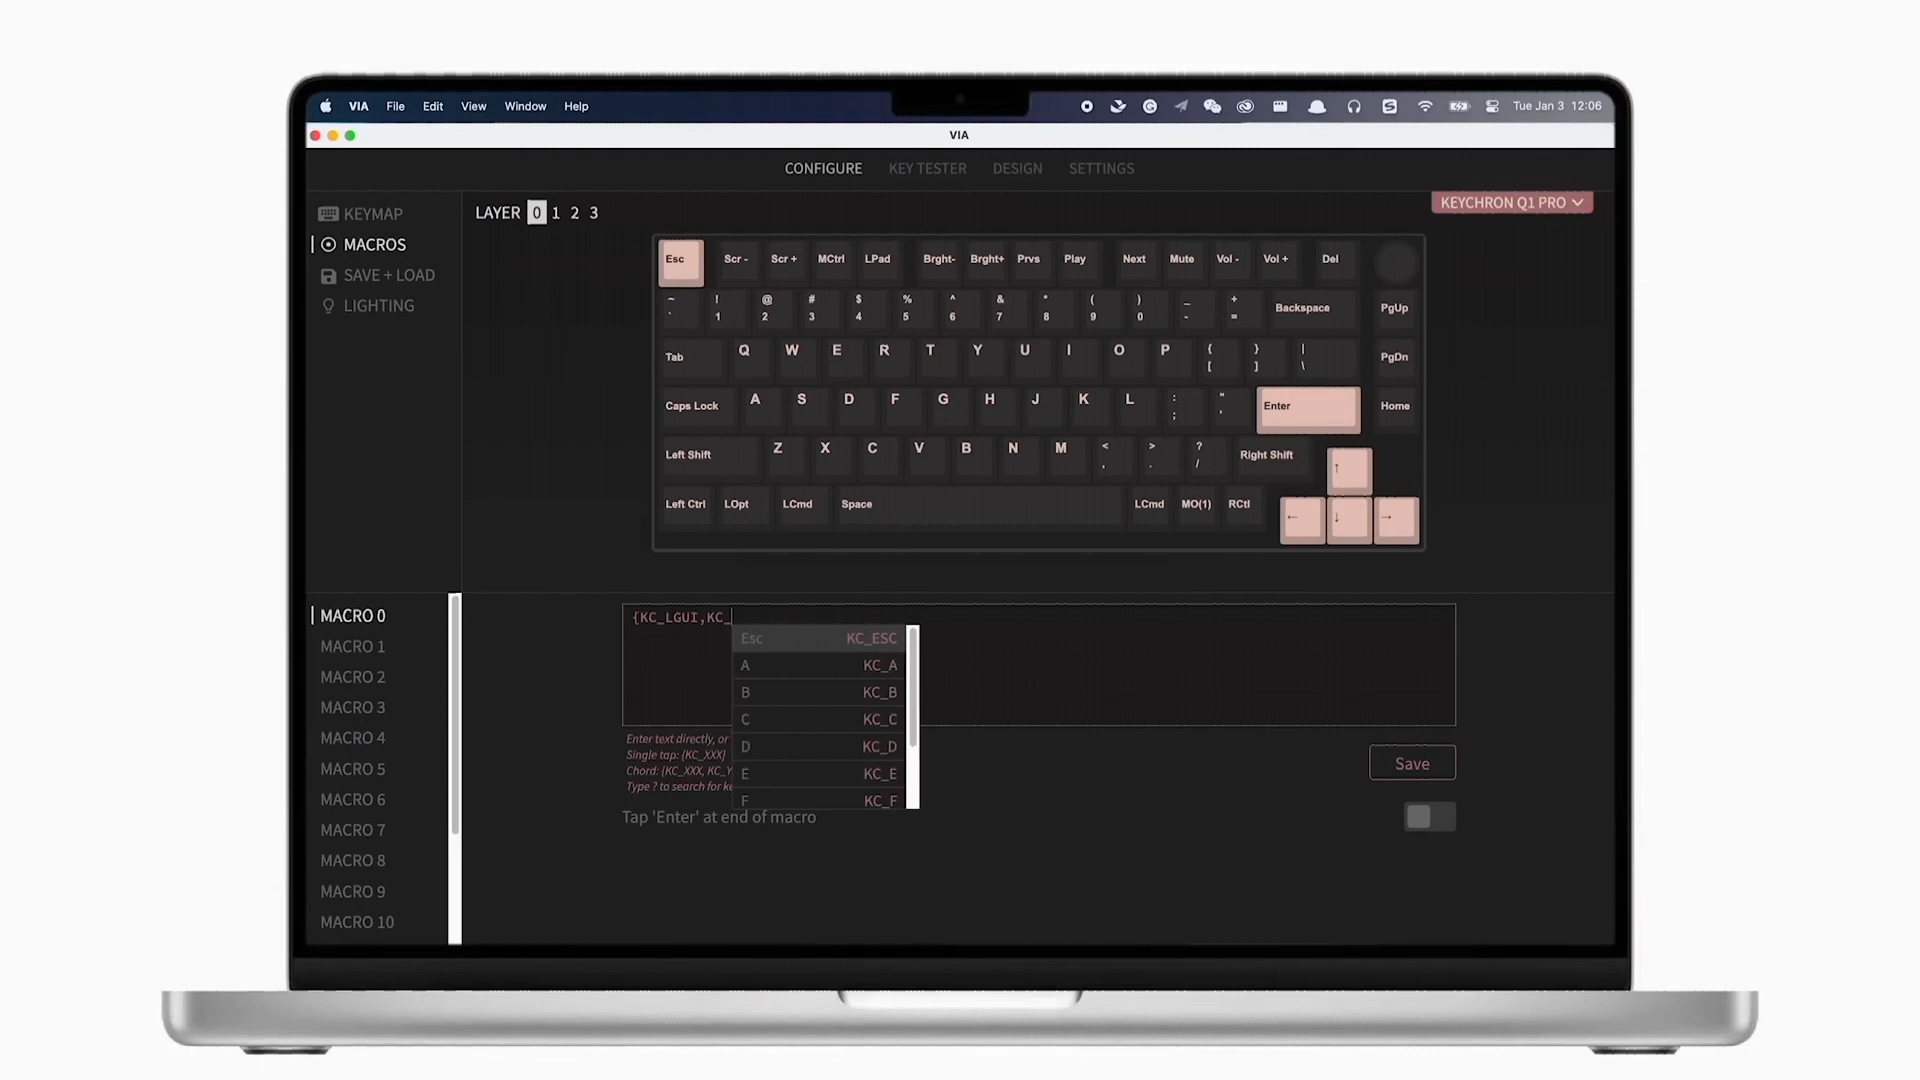 VIA File Edit View Window Help Tue Jan 3 12:06
VIA
CONFIGURE KEY TESTER DESIGN SETTINGS
KEYMAP
MACROS
SAVE + LOAD
LIGHTING
LAYER 0 1 2 3
KEYCHRON Q1 PRO
Esc Scr - Scr + MCtrl LPad Brght- Brght+ Prvs Play Next Mute Vol - Vol + Del
~ ! @ # $ % ^ & * ( ) _ +
` 1 2 3 4 5 6 7 8 9 0 - = Backspace PgUp
Tab Q W E R T Y U I O P { } | PgDn
[ ] \
Caps Lock A S D F G H J K L : " Enter Home
; '
Left Shift Z X C V B N M < > ? Right Shift ↑
, . /
Left Ctrl LOpt LCmd Space LCmd MO(1) RCtl ← ↓ →
MACRO 0
MACRO 1
MACRO 2
MACRO 3
MACRO 4
MACRO 5
MACRO 6
MACRO 7
MACRO 8
MACRO 9
MACRO 10
{KC_LGUI,KC_
Esc KC_ESC
A KC_A
B KC_B
C KC_C
D KC_D
E KC_E
F KC_F
Enter text directly, or
Single tap: {KC_XXX}
Chord: {KC_XXX, KC_Y
Type ? to search for
Tap 'Enter' at end of macro
Save